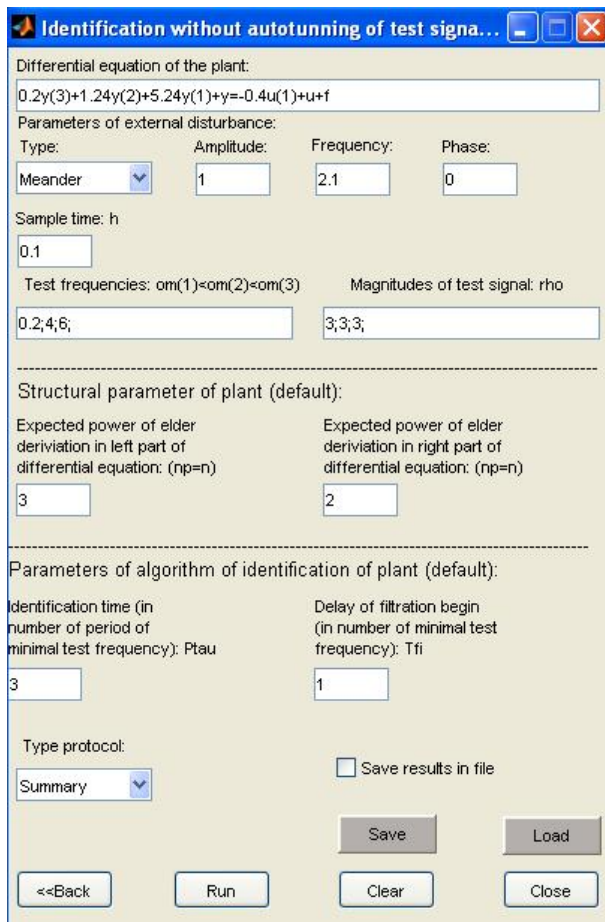 Identification without autotunning of test signa...
Differential equation of the plant:
0.2y(3)+1.24y(2)+5.24y(1)+y=-0.4u(1)+u+f
Parameters of external disturbance:
Type: Amplitude: Frequency: Phase:
Meander 1 2.1 0
Sample time: h
0.1
Test frequencies: om(1)<om(2)<om(3) Magnitudes of test signal: rho
0.2;4;6; 3;3;3;
Structural parameter of plant (default):
Expected power of elder Expected power of elder
deriviation in left part of deriviation in right part of
differential equation: (np=n) differential equation: (np=n)
3 2
Parameters of algorithm of identification of plant (default):
Identification time (in Delay of filtration begin
number of period of (in number of minimal test
minimal test frequency): Ptau frequency): Tfi
3 1
Type protocol:
Save results in file
Summary
Save Load
<<Back Run Clear Close